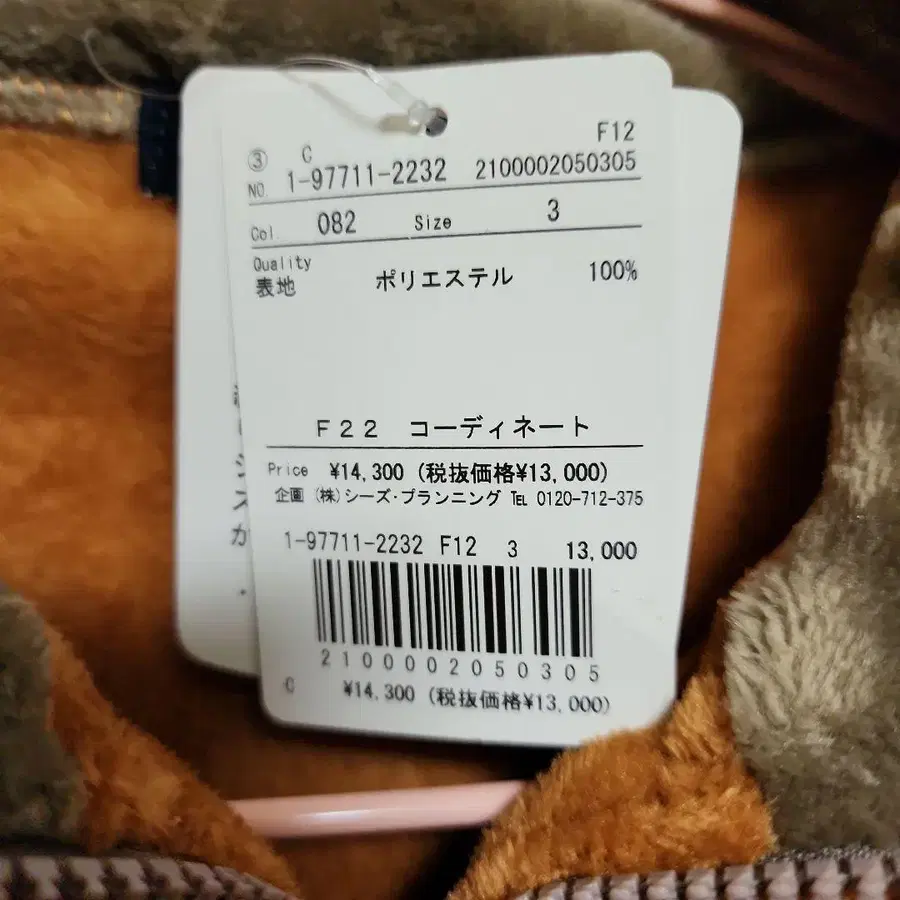 F12
③ C
NO. 1-97711-2232 2100002050305
Col. 082 Size 3
Quality
表地 ポリエステル 100%
F22 コーディネート
Price ¥14,300 (税抜価格¥13,000)
企画 (株)シーズ・プランニング ℡ 0120-712-375
1-97711-2232 F12 3 13,000
2100002050305
C ¥14,300 (税抜価格¥13,000)